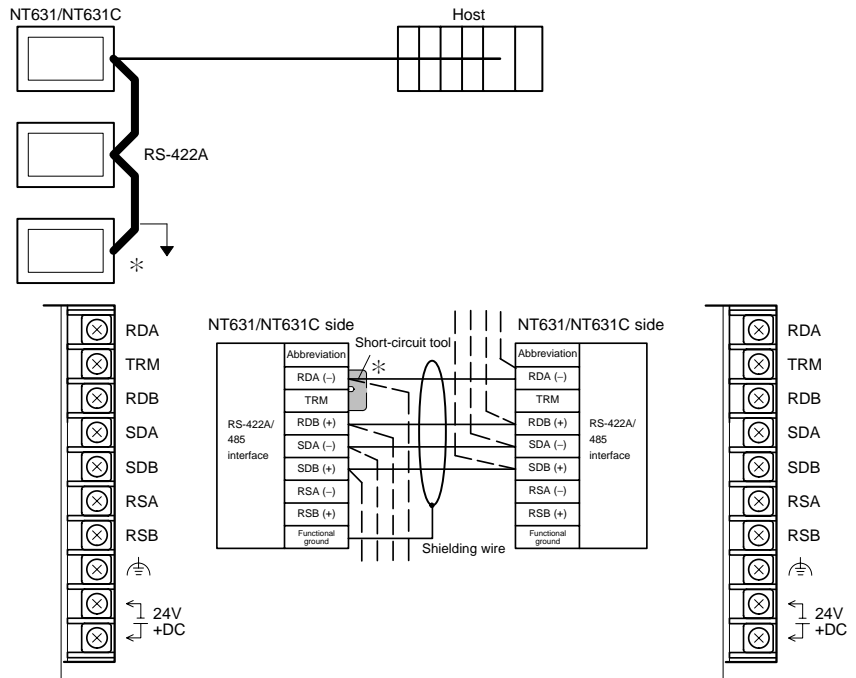 NT631/NT631C
Host
RS-422A
*
RDA
TRM
RDB
SDA
SDB
RSA
RSB
24V
+DC
NT631/NT631C side
Short-circuit tool
*
RS-422A/
485
interface
Abbreviation
RDA (–)
TRM
RDB (+)
SDA (–)
SDB (+)
RSA (–)
RSB (+)
Functional
ground
Shielding wire
NT631/NT631C side
Abbreviation
RDA (–)
TRM
RDB (+)
SDA (–)
SDB (+)
RSA (–)
RSB (+)
Functional
ground
RS-422A/
485
interface
RDA
TRM
RDB
SDA
SDB
RSA
RSB
24V
+DC